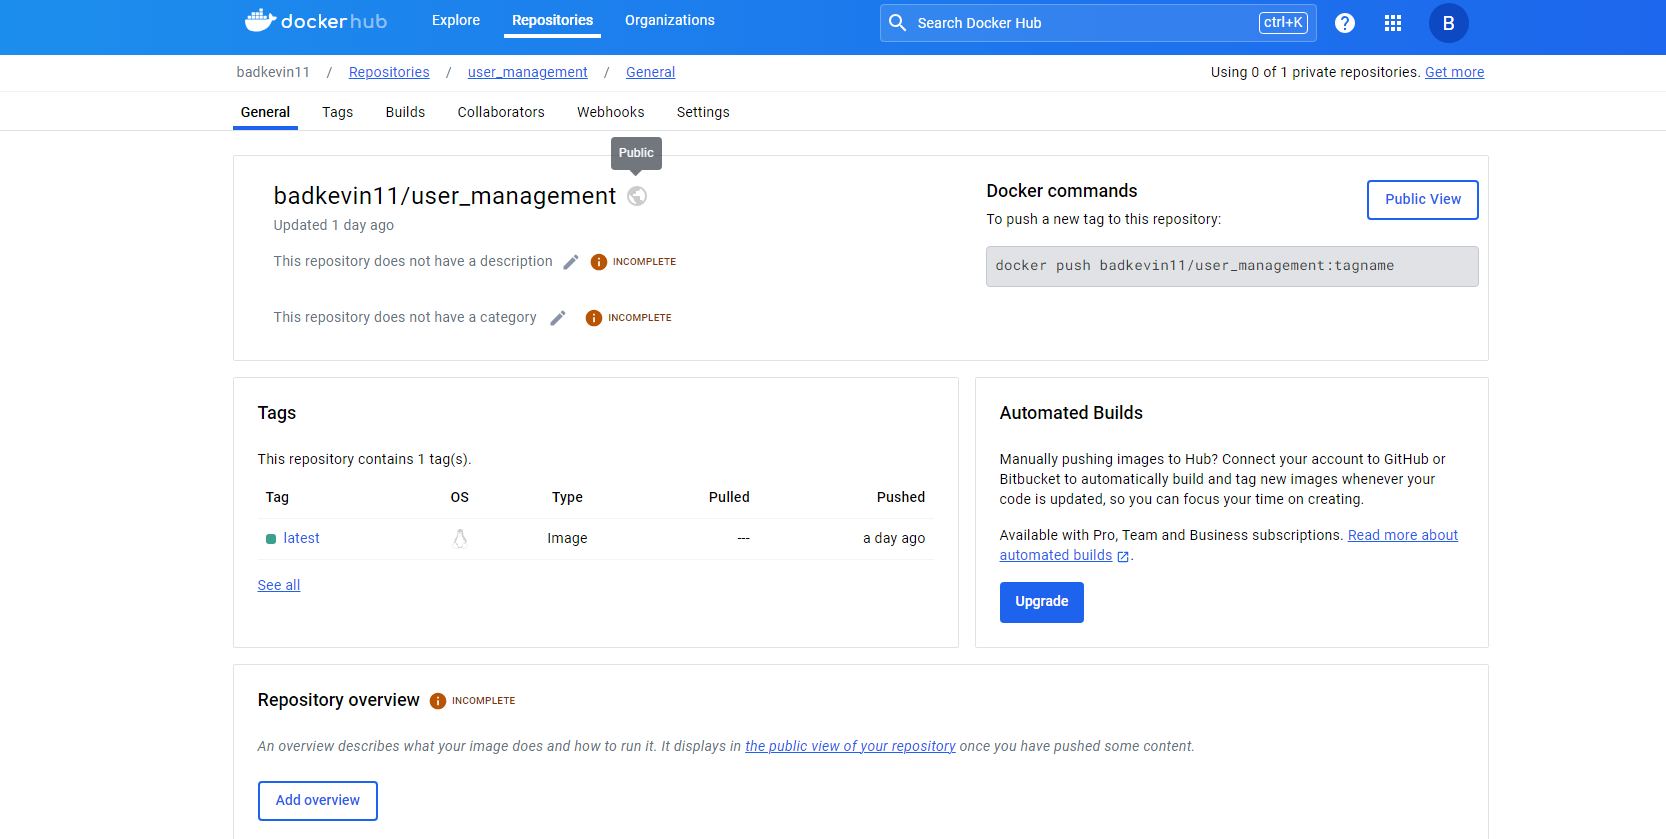 dockerhub Explore Repositories Organizations Search Docker Hub ctrl+K ? B
badkevin11 / Repositories / user_management / General Using 0 of 1 private repositories. Get more
General Tags Builds Collaborators Webhooks Settings
Public
badkevin11/user_management
Updated 1 day ago
This repository does not have a description INCOMPLETE
This repository does not have a category INCOMPLETE
Docker commands
Public View
To push a new tag to this repository:
docker push badkevin11/user_management:tagname
Tags
This repository contains 1 tag(s).
Tag OS Type Pulled Pushed
latest Image --- a day ago
See all
Automated Builds
Manually pushing images to Hub? Connect your account to GitHub or
Bitbucket to automatically build and tag new images whenever your
code is updated, so you can focus your time on creating.
Available with Pro, Team and Business subscriptions. Read more about
automated builds .
Upgrade
Repository overview INCOMPLETE
An overview describes what your image does and how to run it. It displays in the public view of your repository once you have pushed some content.
Add overview